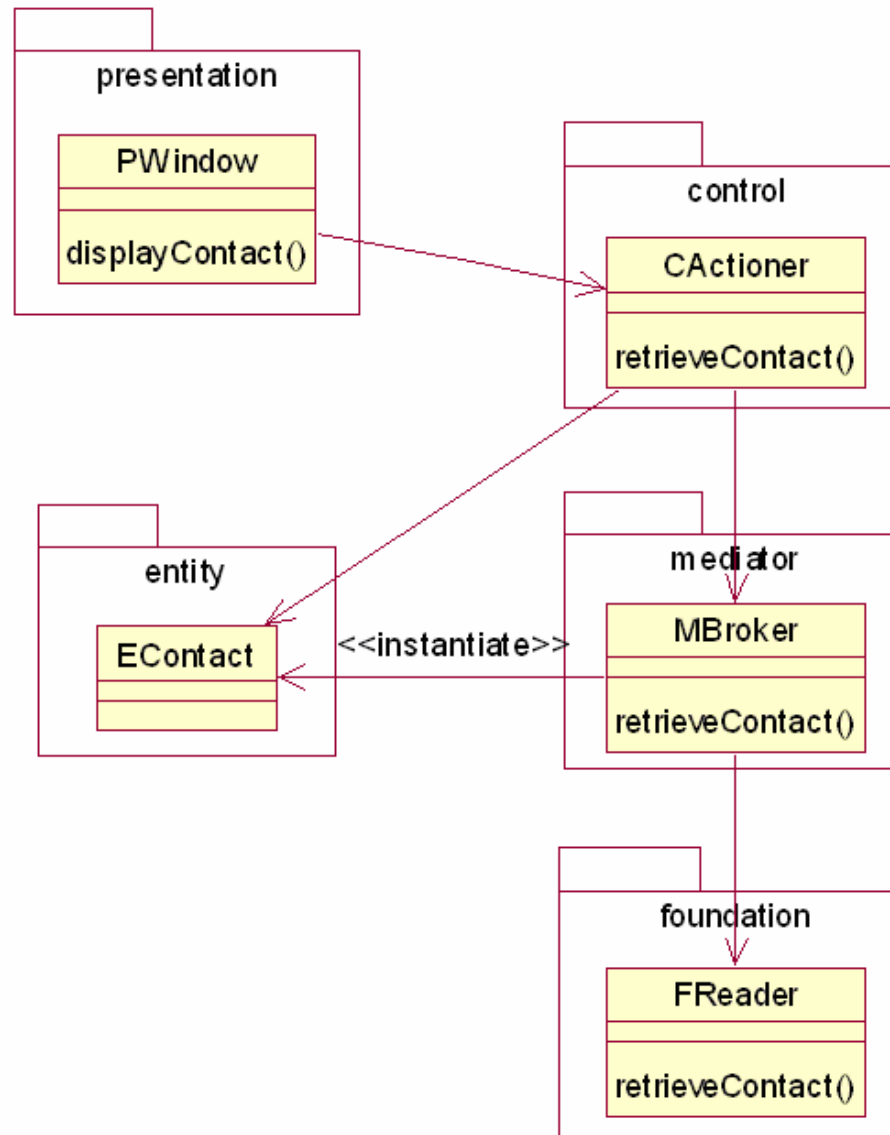 presentation
PWindow
displayContact()
control
CActioner
retrieveContact()
entity
EContact
<<instantiate>>
mediator
MBroker
retrieveContact()
foundation
FReader
retrieveContact()